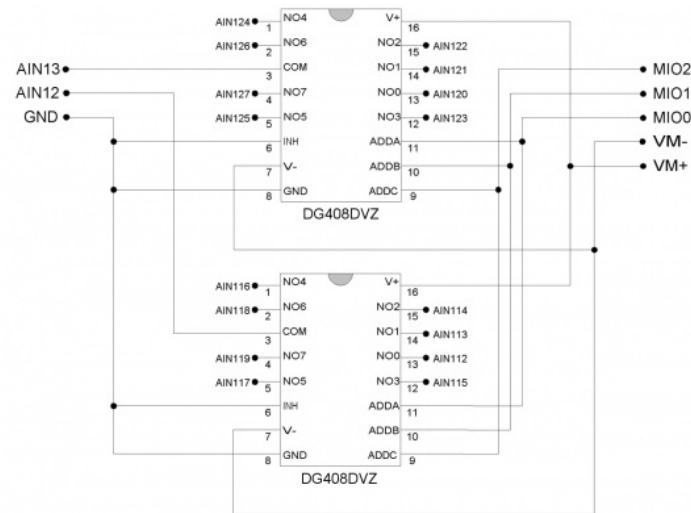 AIN124 NO4 V+
1 16
AIN126 NO6 NO2 AIN122
2 15
AIN13 COM NO1 AIN121 MIO2
3 14
AIN12 AIN127 NO7 NO0 AIN120 MIO1
4 13
GND AIN125 NO5 NO3 AIN123 MIO0
5 12
INH ADDA VM-
6 11
V- ADDB VM+
7 10
GND ADDC
8 9
DG408DVZ
AIN116 NO4 V+
1 16
AIN118 NO6 NO2 AIN114
2 15
COM NO1 AIN113
3 14
AIN119 NO7 NO0 AIN112
4 13
AIN117 NO5 NO3 AIN115
5 12
INH ADDA
6 11
V- ADDB
7 10
GND ADDC
8 9
DG408DVZ